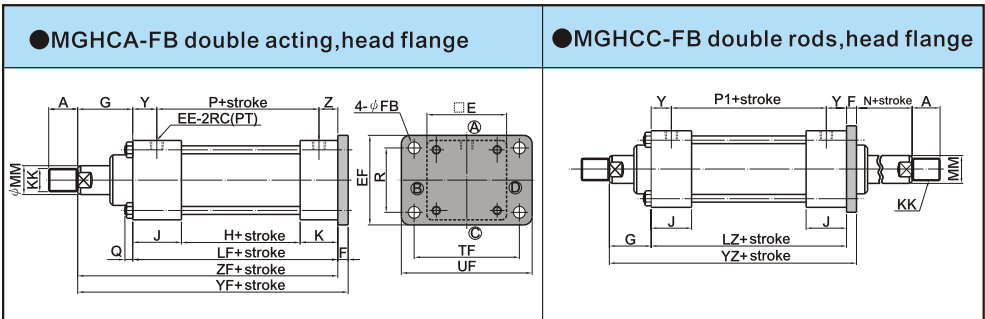 ●MGHCA-FB double acting,head flange
A G Y P+stroke Z
EE-2RC(PT)
φMM KK
Q J H+stroke K
LF+stroke F
ZF+stroke
YF+stroke
4-φFB □E
A
EF R B D
C
TF
UF
●MGHCC-FB double rods,head flange
Y P1+stroke Y F N+stroke A
MM
KK
J J
G LZ+stroke
YZ+stroke